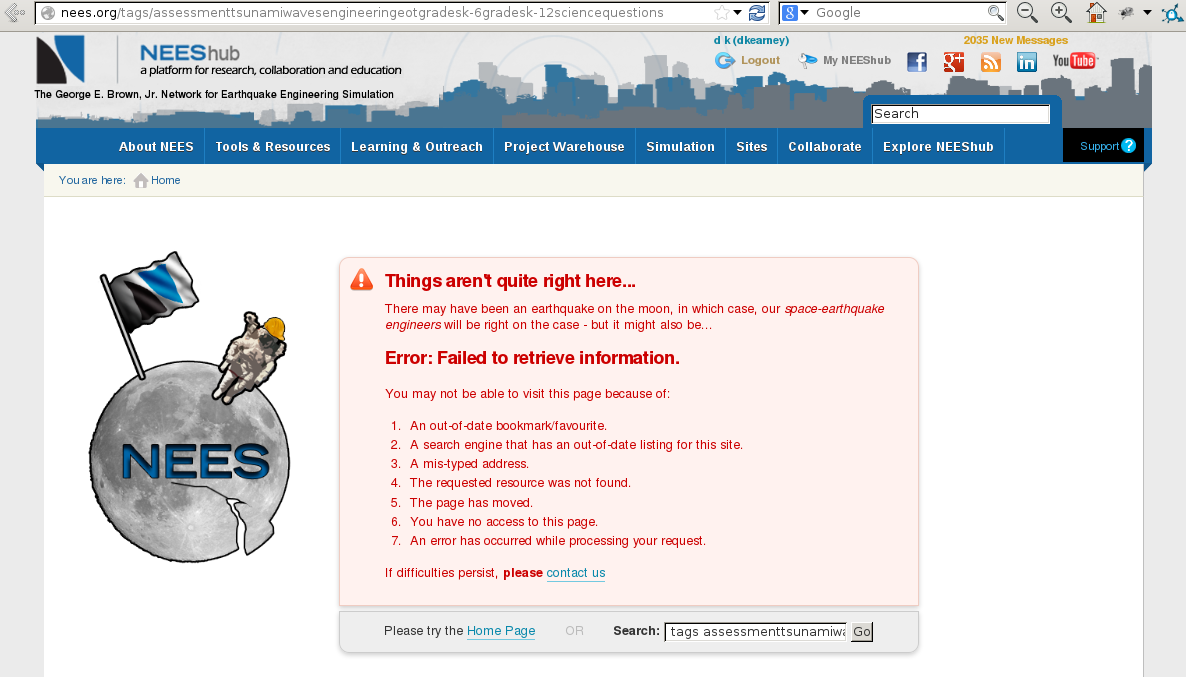 nees.org/tags/assessmenttsunamiwavesengineeringeotgradesk-6gradesk-12sciencequestions
Google
NEEShub
a platform for research, collaboration and education
The George E. Brown, Jr. Network for Earthquake Engineering Simulation
d k (dkearney)
2035 New Messages
Logout
My NEEShub
You Tube
Search
About NEES
Tools & Resources
Learning & Outreach
Project Warehouse
Simulation
Sites
Collaborate
Explore NEEShub
Support ?
You are here: Home
NEES
Things aren't quite right here...
There may have been an earthquake on the moon, in which case, our space-earthquake
engineers will be right on the case - but it might also be...
Error: Failed to retrieve information.
You may not be able to visit this page because of:
1. An out-of-date bookmark/favourite.
2. A search engine that has an out-of-date listing for this site.
3. A mis-typed address.
4. The requested resource was not found.
5. The page has moved.
6. You have no access to this page.
7. An error has occurred while processing your request.
If difficulties persist, please contact us
Please try the Home Page OR Search: tags assessmenttsunamiwa Go